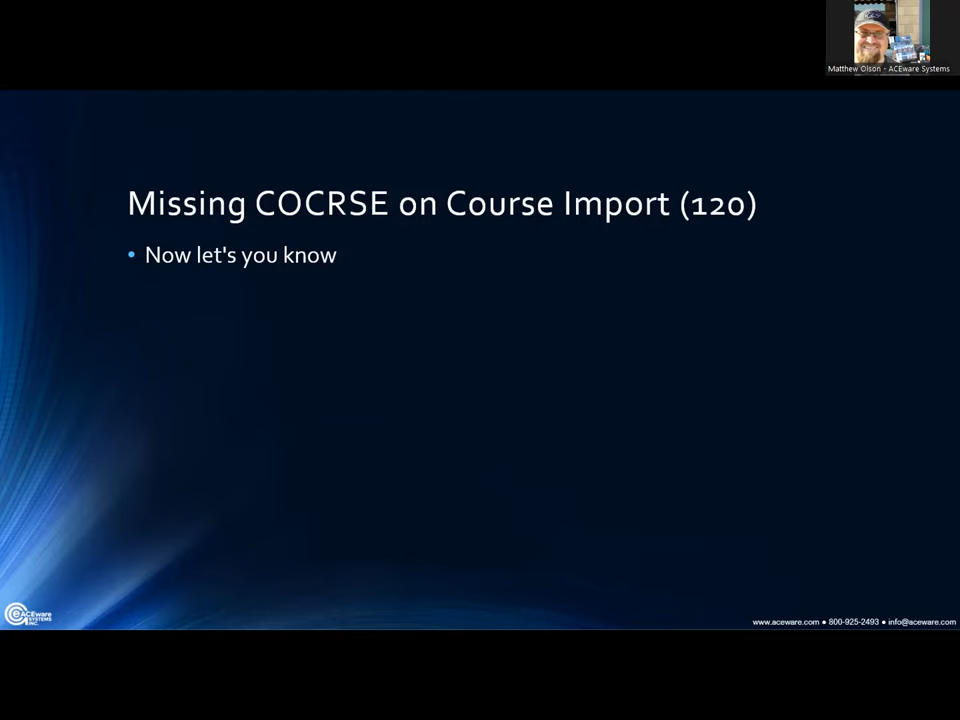 Matthew Olson - ACEware Systems
Missing COCRSE on Course Import (120)
• Now let's you know
ACEware
SYSTEMS
INC.
www.aceware.com ● 800-925-2493 ● info@aceware.com